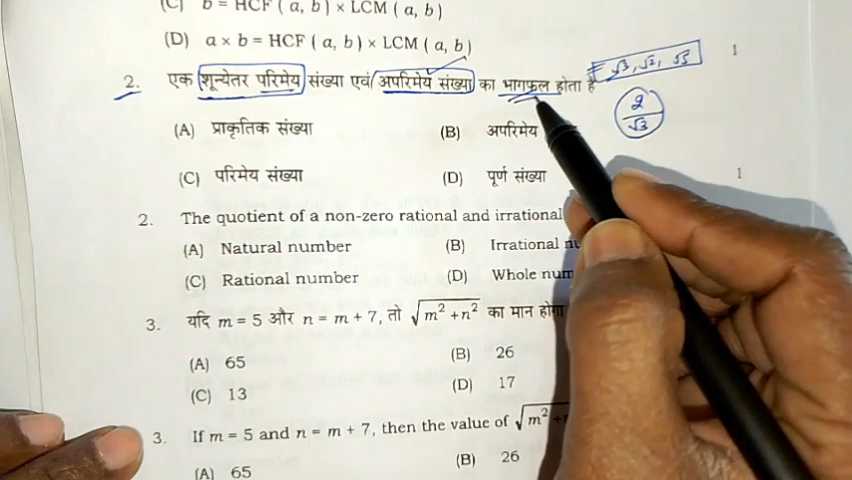 (C) b = HCF ( a, b ) × LCM ( a, b )
(D) a × b = HCF ( a, b ) × LCM ( a, b )
1
2. एक शून्येतर परिमेय संख्या एवं अपरिमेय संख्या का भागफल होता है
√3, √2, √5
2/√3
(A) प्राकृतिक संख्या (B) अपरिमेय
(C) परिमेय संख्या (D) पूर्ण संख्या
1
2. The quotient of a non-zero rational and irrational
(A) Natural number (B) Irrational
(C) Rational number (D) Whole
3. यदि m = 5 और n = m + 7, तो √m² + n² का मान होगा
(A) 65 (B) 26
(C) 13 (D) 17
3. If m = 5 and n = m + 7, then the value of √m² +
(A) 65 (B) 26